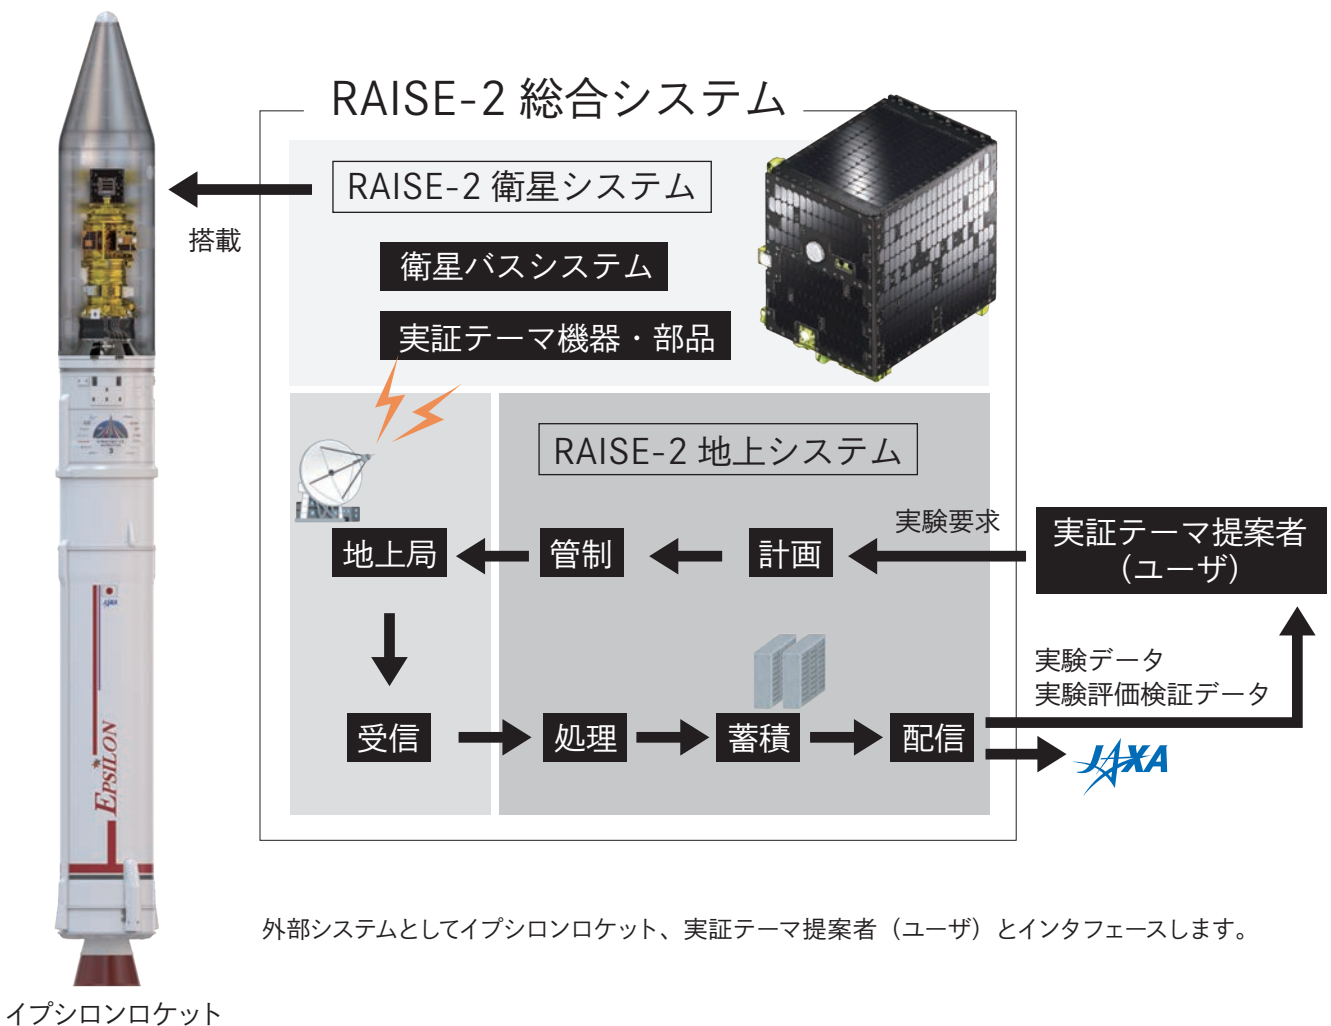 RAISE-2 総合システム
RAISE-2 衛星システム
搭載
衛星バスシステム
実証テーマ機器・部品
RAISE-2 地上システム
実験要求
実証テーマ提案者
（ユーザ）
地上局
管制
計画
実験データ
実験評価検証データ
受信
処理
蓄積
配信
JAXA
EPSILON
外部システムとしてイプシロンロケット、実証テーマ提案者（ユーザ）とインタフェースします。
イプシロンロケット